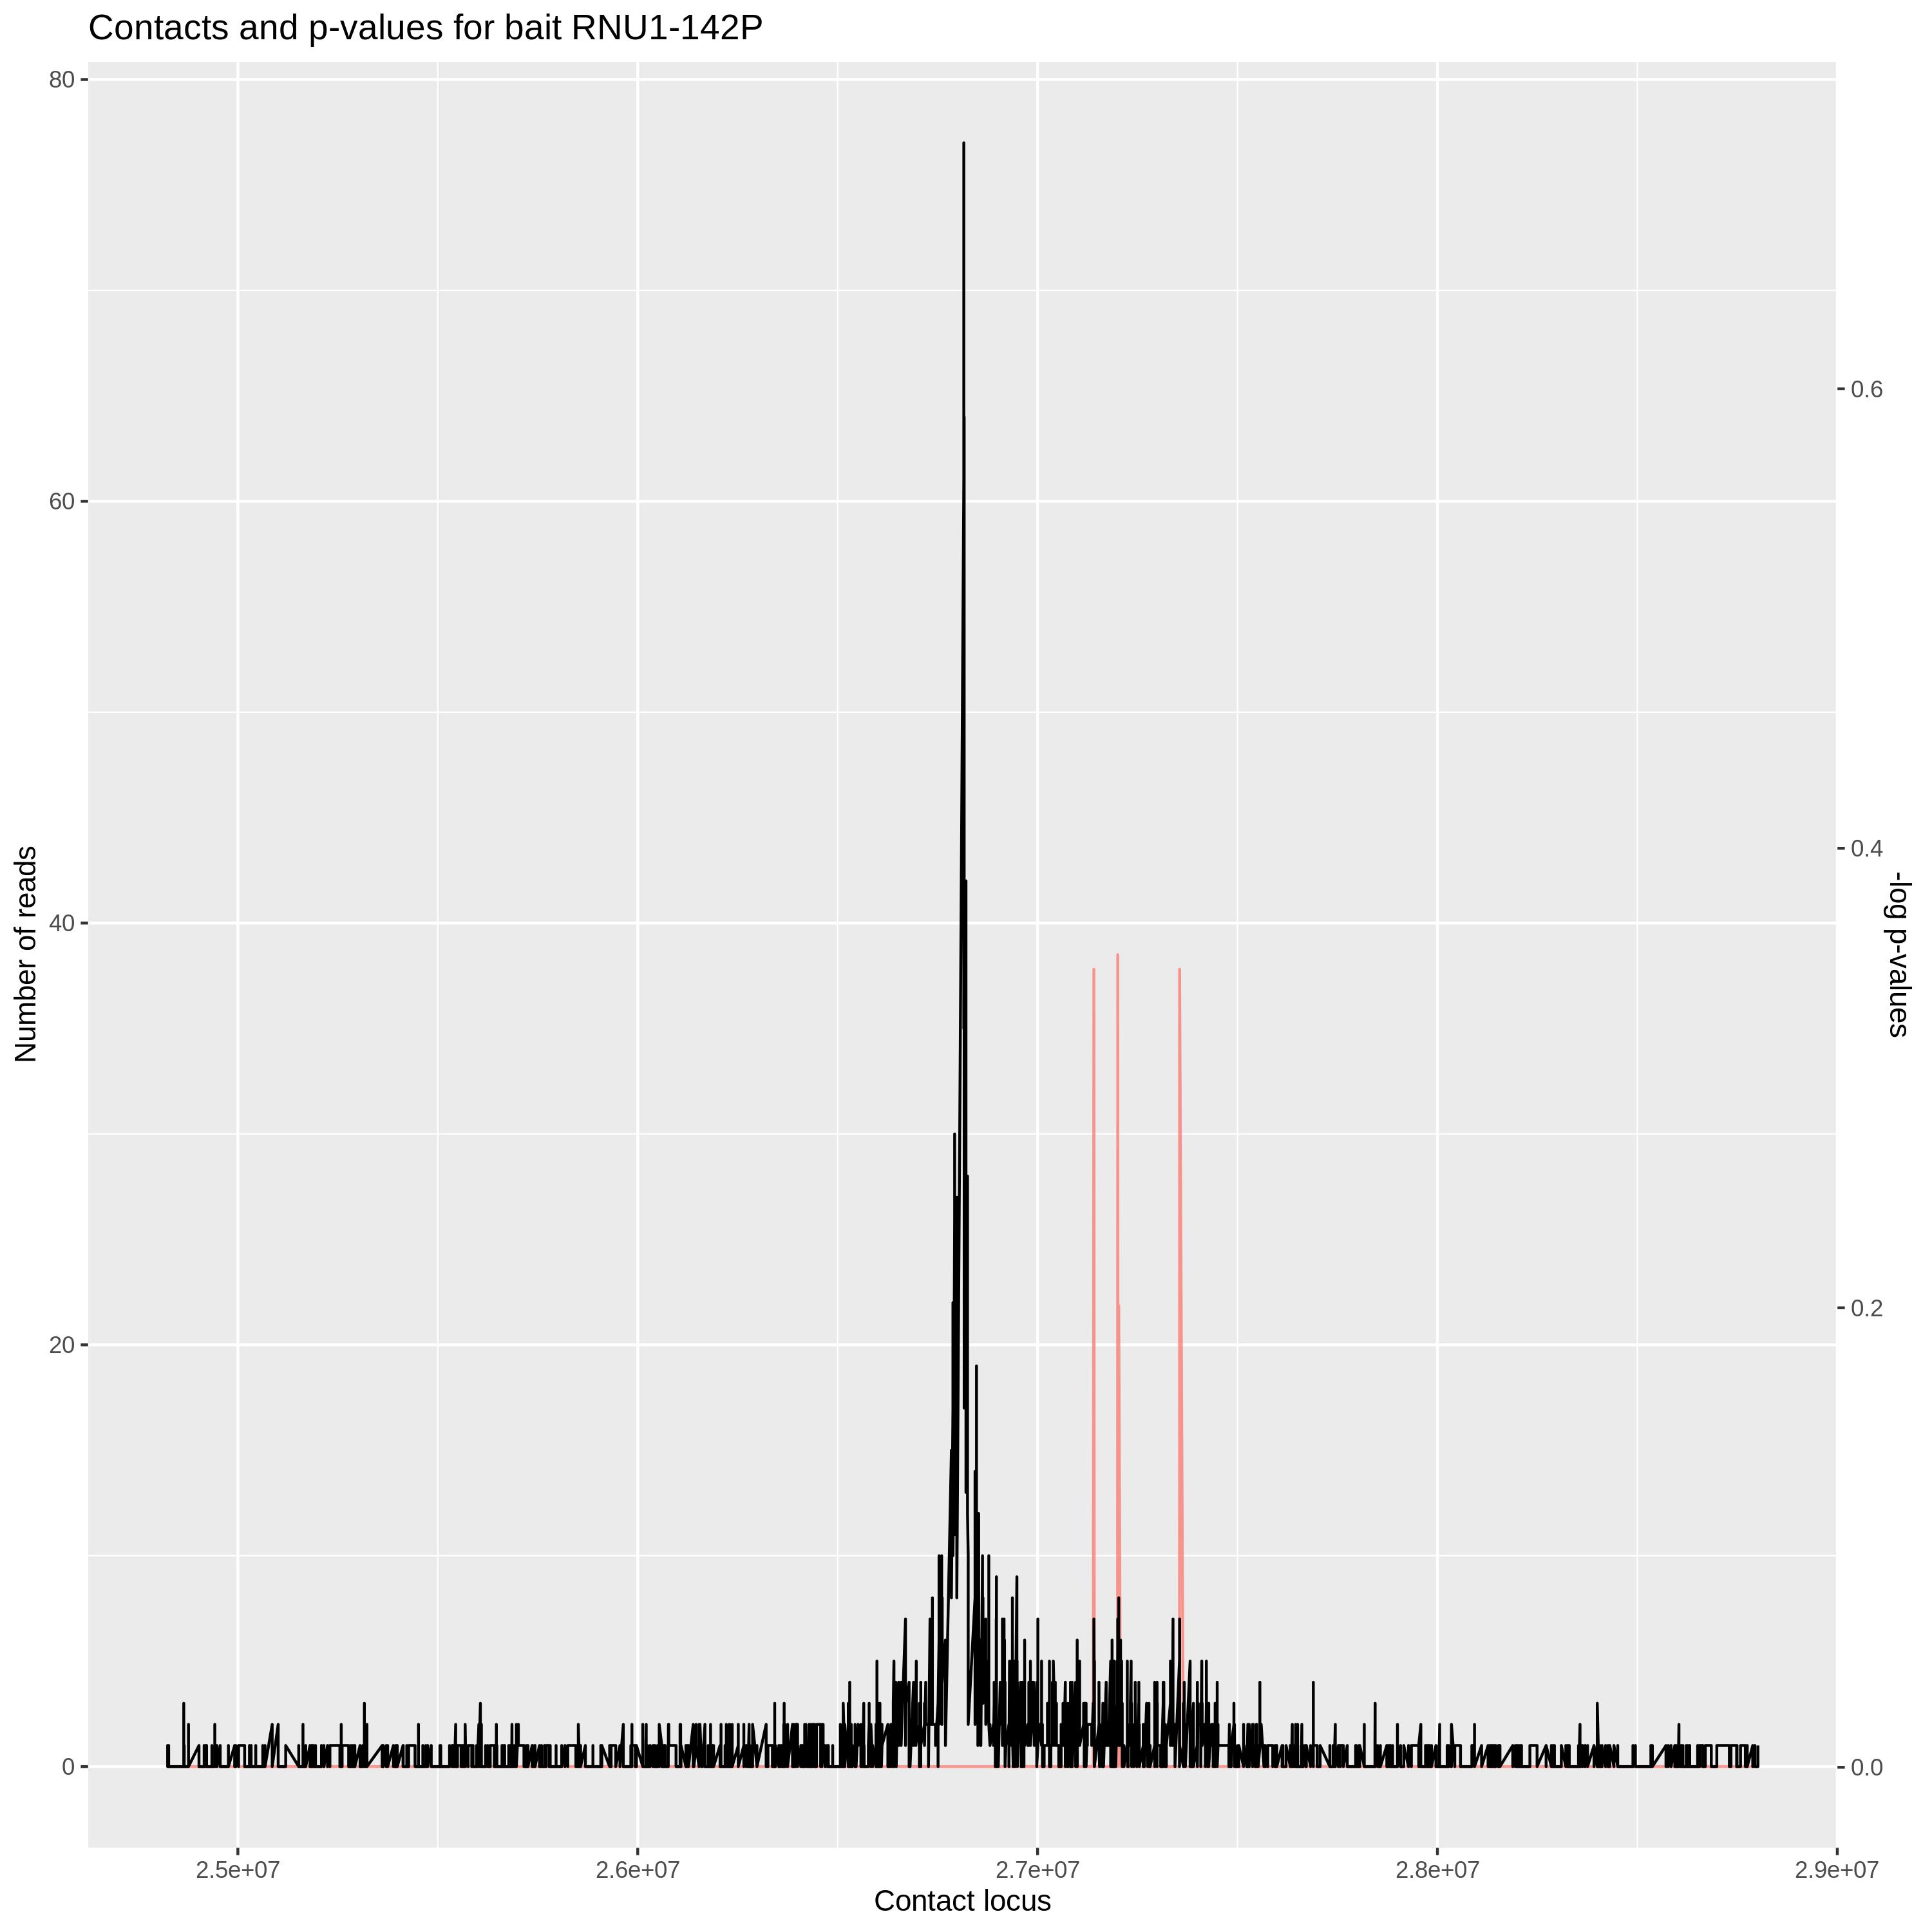 Contacts and p-values for bait RNU1-142P
80
60
40
20
0
Number of reads
0.6
0.4
0.2
0.0
-log p-values
2.5e+07
2.6e+07
2.7e+07
2.8e+07
2.9e+07
Contact locus